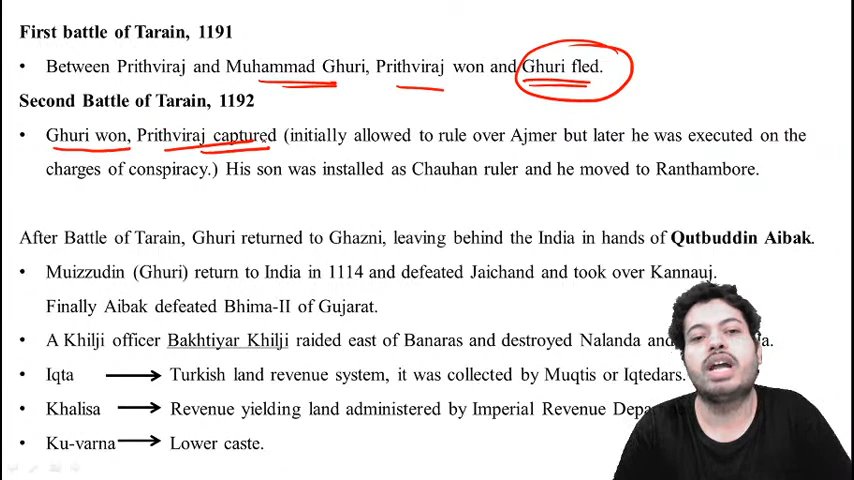 First battle of Tarain, 1191
• Between Prithviraj and Muhammad Ghuri, Prithviraj won and Ghuri fled.
Second Battle of Tarain, 1192
• Ghuri won, Prithviraj captured (initially allowed to rule over Ajmer but later he was executed on the
charges of conspiracy.) His son was installed as Chauhan ruler and he moved to Ranthambore.
After Battle of Tarain, Ghuri returned to Ghazni, leaving behind the India in hands of Qutbuddin Aibak.
• Muizzudin (Ghuri) return to India in 1114 and defeated Jaichand and took over Kannauj.
Finally Aibak defeated Bhima-II of Gujarat.
• A Khilji officer Bakhtiyar Khilji raided east of Banaras and destroyed Nalanda and
• Iqta → Turkish land revenue system, it was collected by Muqtis or Iqtedars.
• Khalisa → Revenue yielding land administered by Imperial Revenue
• Ku-varna → Lower caste.